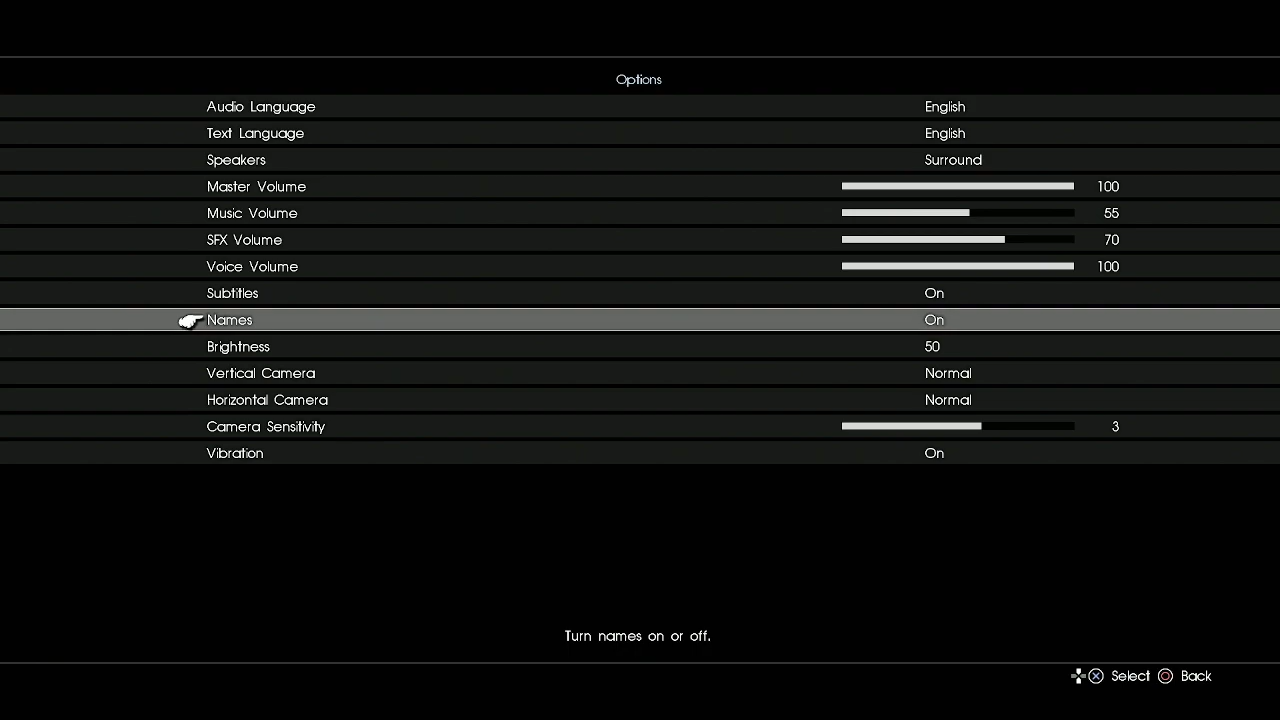 Options
Audio Language English
Text Language English
Speakers Surround
Master Volume 100
Music Volume 55
SFX Volume 70
Voice Volume 100
Subtitles On
Names On
Brightness 50
Vertical Camera Normal
Horizontal Camera Normal
Camera Sensitivity 3
Vibration On
Turn names on or off.
Select Back